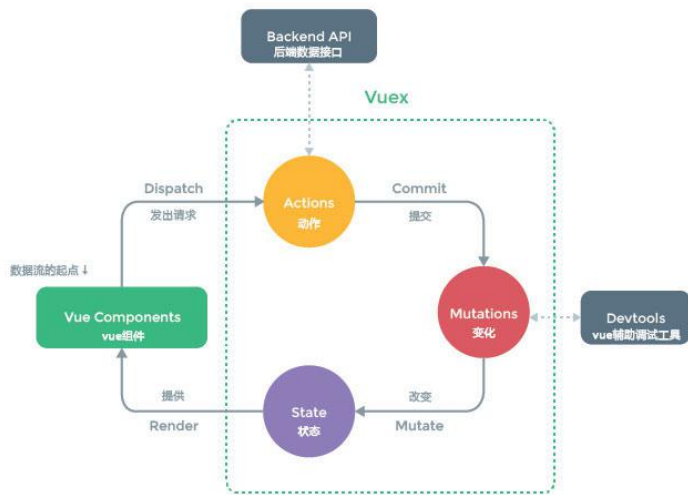 Backend API
后端数据接口
Vuex
Dispatch
发出请求
Actions
动作
Commit
提交
数据流的起点↓
Vue Components
vue组件
Mutations
变化
Devtools
vue辅助调试工具
提供
Render
State
状态
改变
Mutate